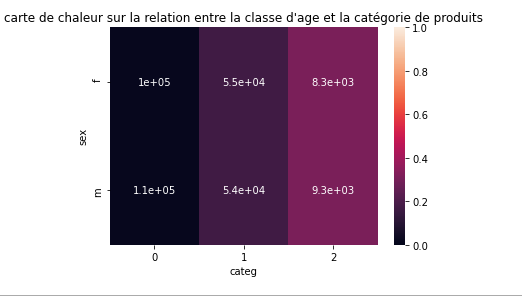 carte de chaleur sur la relation entre la classe d'age et la catégorie de produits
1.0
f 1e+05 5.5e+04 8.3e+03
0.8
0.6
sex
0.4
m 1.1e+05 5.4e+04 9.3e+03
0.2
0.0
0 1 2
categ